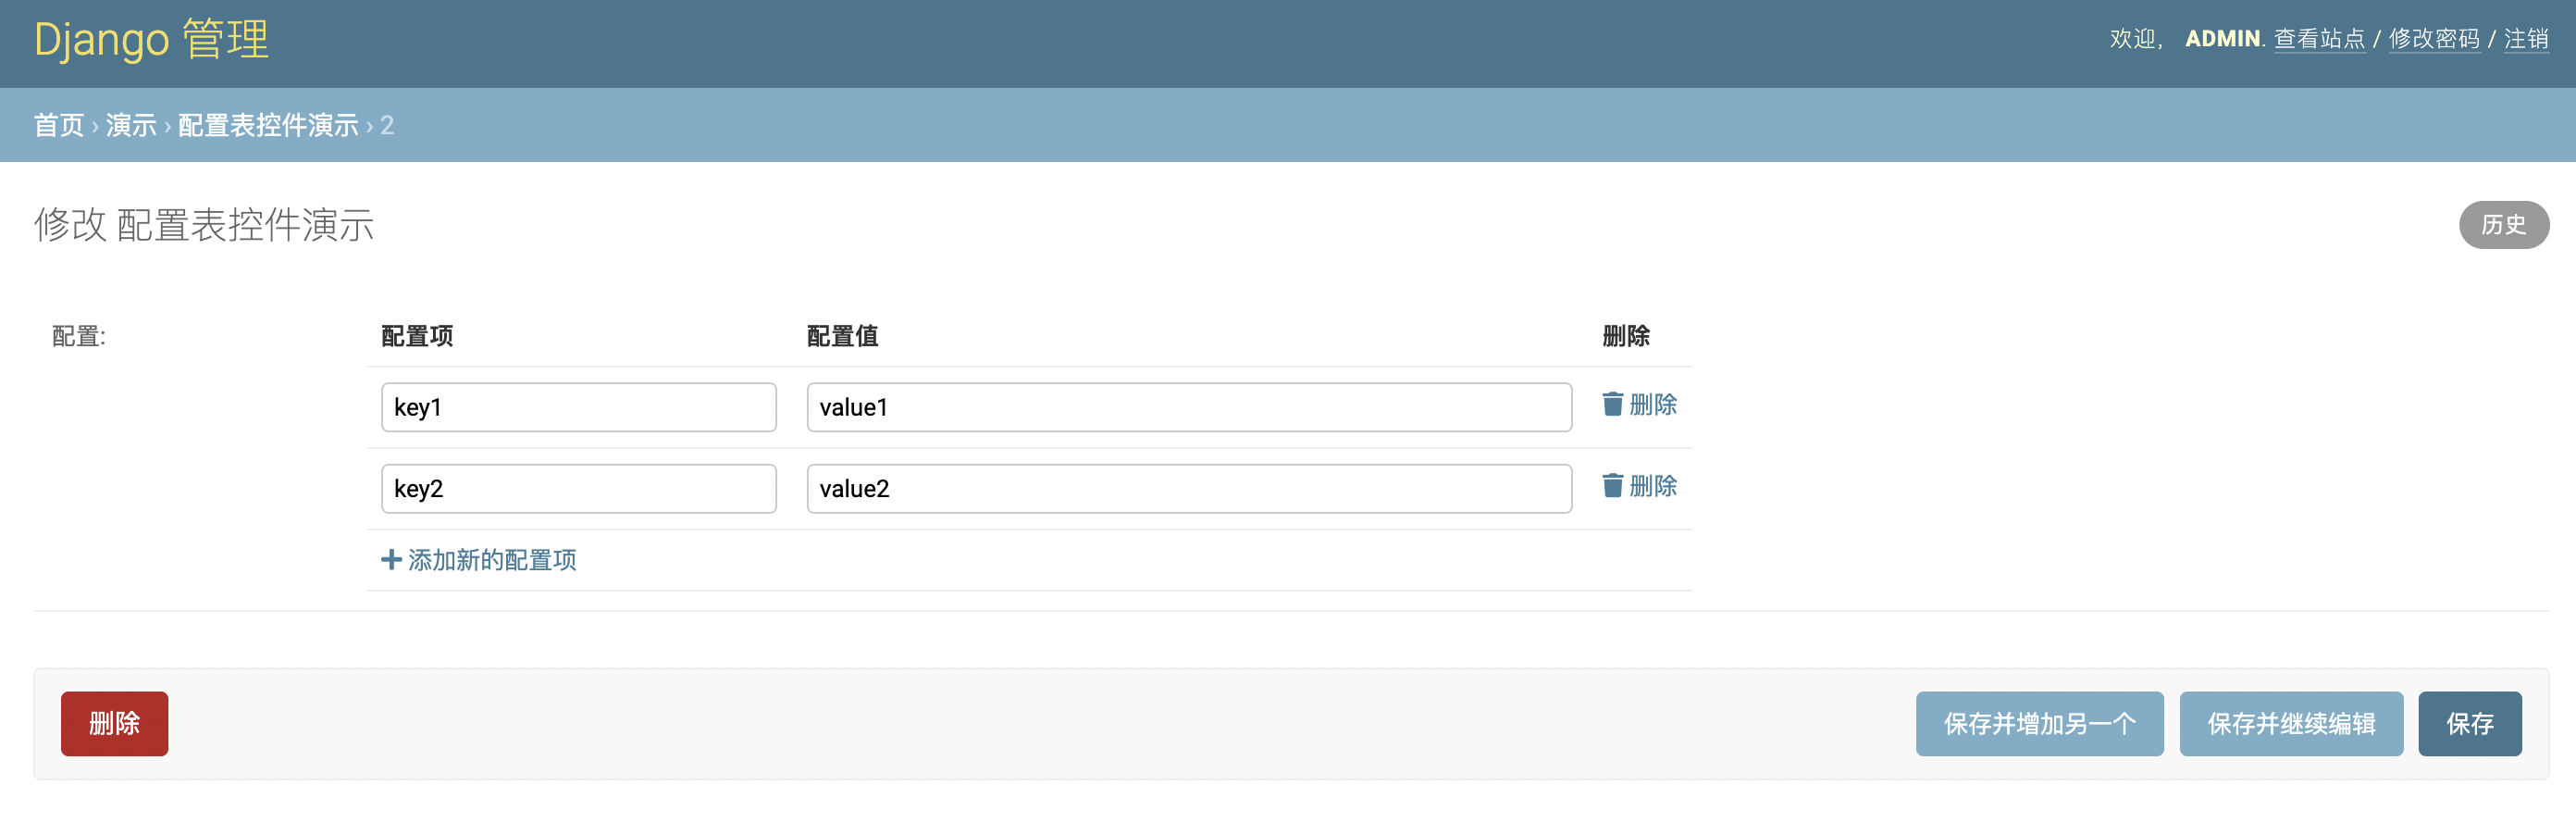 Django 管理
欢迎， ADMIN. 查看站点 / 修改密码 / 注销
首页 › 演示 › 配置表控件演示 › 2
修改 配置表控件演示
历史
配置:
配置项 配置值 删除
key1 value1 删除
key2 value2 删除
添加新的配置项
删除 保存并增加另一个 保存并继续编辑 保存